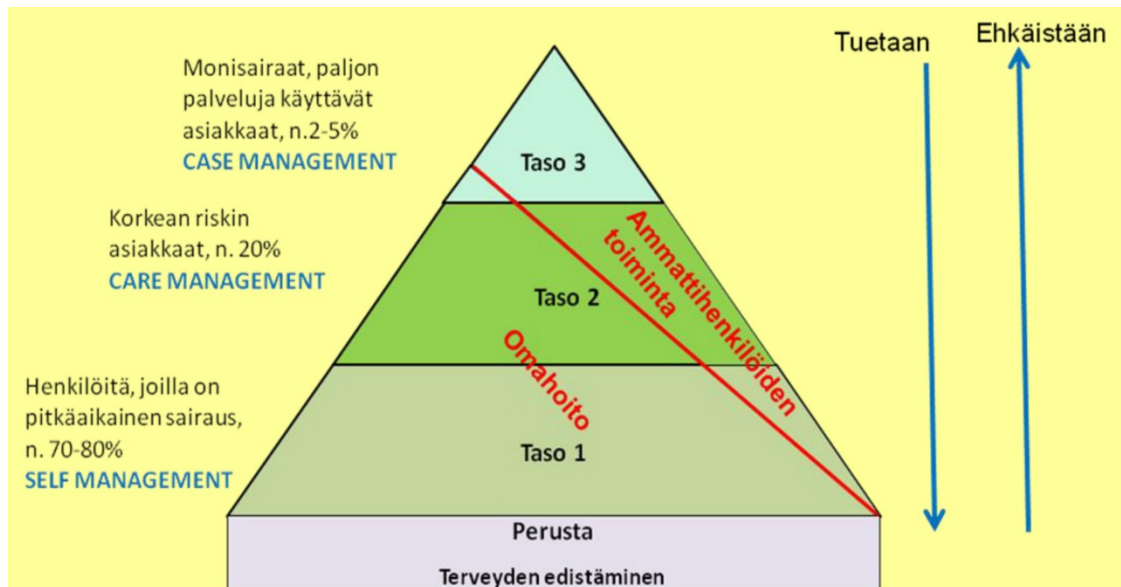 Monisairaat, paljon
palveluja käyttävät
asiakkaat, n.2-5%
CASE MANAGEMENT
Korkean riskin
asiakkaat, n. 20%
CARE MANAGEMENT
Henkilöitä, joilla on
pitkäaikainen sairaus,
n. 70-80%
SELF MANAGEMENT
Taso 3
Taso 2
Taso 1
Omahoito
Ammattihenkilöiden
toiminta
Perusta
Terveyden edistäminen
Tuetaan
Ehkäistään